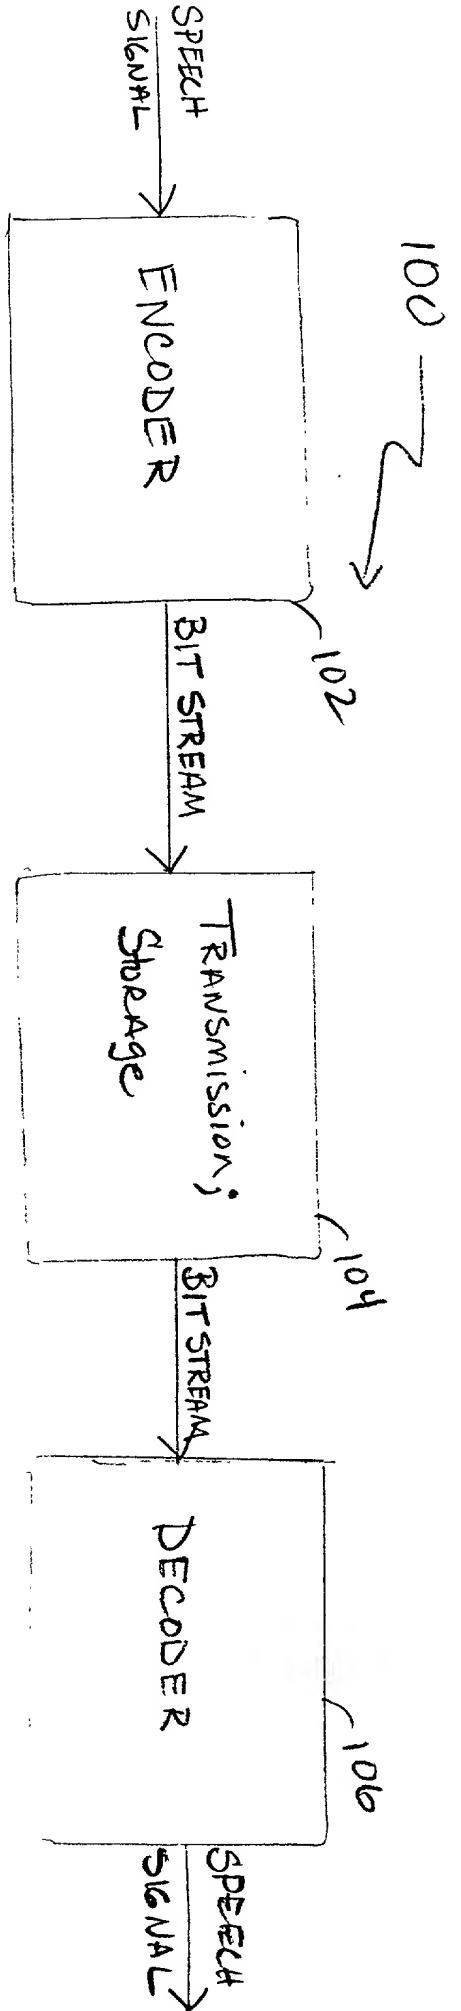 100
SPEECH
SIGNAL
ENCODER
102
BIT STREAM
TRANSMISSION;
STORAge
104
BIT STREAM
DECODER
106
SPEECH
SIGNAL